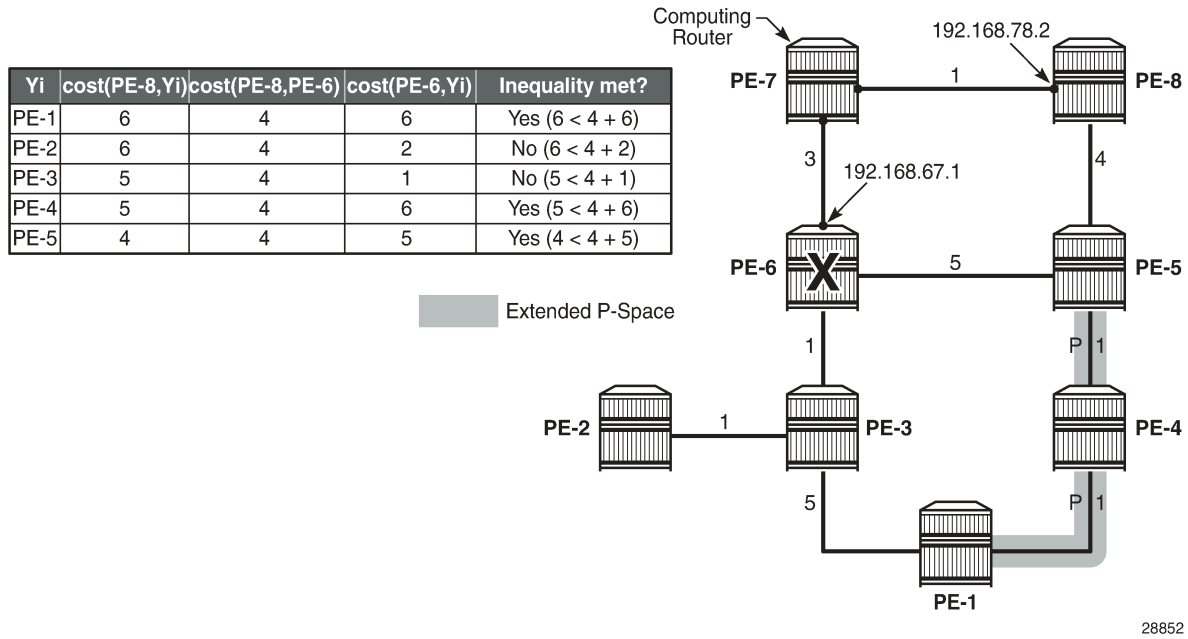 Computing
Router
192.168.78.2
PE-7
1
PE-8
Yi cost(PE-8,Yi) cost(PE-8,PE-6) cost(PE-6,Yi) Inequality met?
PE-1 6 4 6 Yes (6 < 4 + 6)
PE-2 6 4 2 No (6 < 4 + 2)
PE-3 5 4 1 No (5 < 4 + 1)
PE-4 5 4 6 Yes (5 < 4 + 6)
PE-5 4 4 5 Yes (4 < 4 + 5)
3
192.168.67.1
4
PE-6
X
5
PE-5
Extended P-Space
1
P 1
PE-2
1
PE-3
PE-4
5
P 1
PE-1
28852